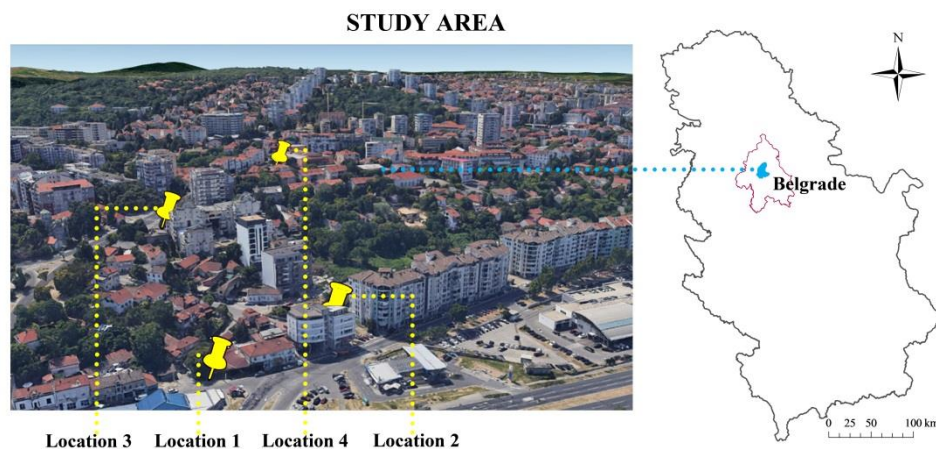 STUDY AREA
N
Belgrade
0 25 50 100 km
Location 3 Location 1 Location 4 Location 2